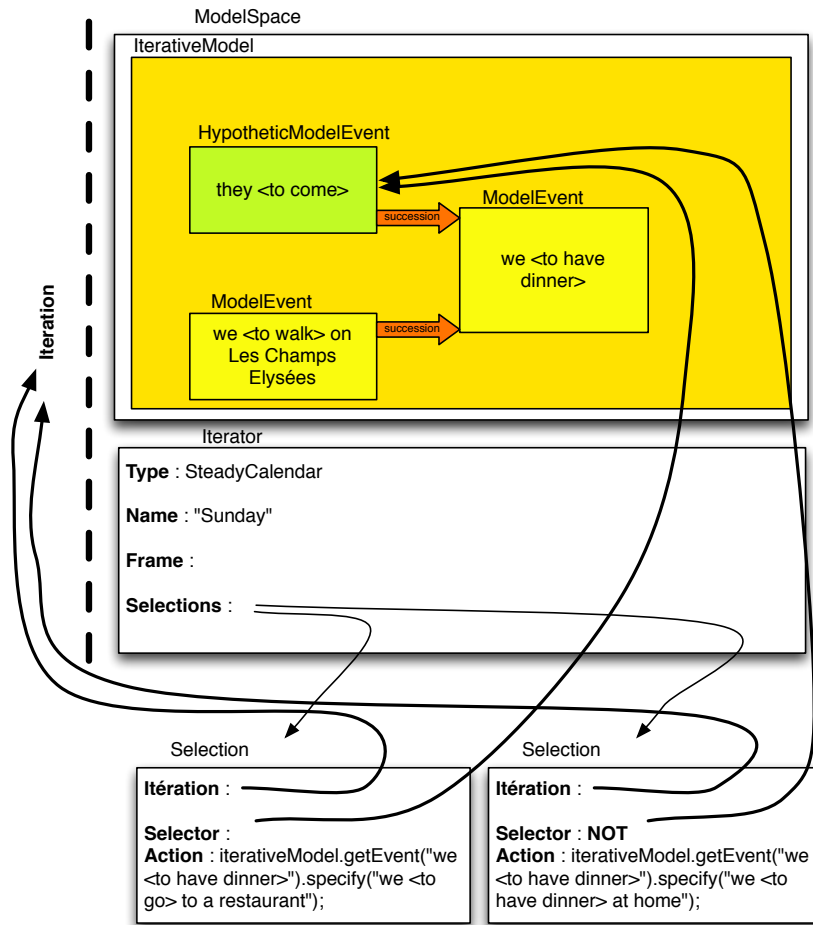 ModelSpace
IterativeModel
HypotheticModelEvent
they <to come>
succession
ModelEvent
we <to have
dinner>
ModelEvent
we <to walk> on
Les Champs
Elysées
succession
Iteration
Iterator
Type : SteadyCalendar
Name : "Sunday"
Frame :
Selections :
Selection
Itération :
Selector :
Action : iterativeModel.getEvent("we
<to have dinner>").specify("we <to
go> to a restaurant");
Selection
Itération :
Selector : NOT
Action : iterativeModel.getEvent("we
<to have dinner>").specify("we <to
have dinner> at home");